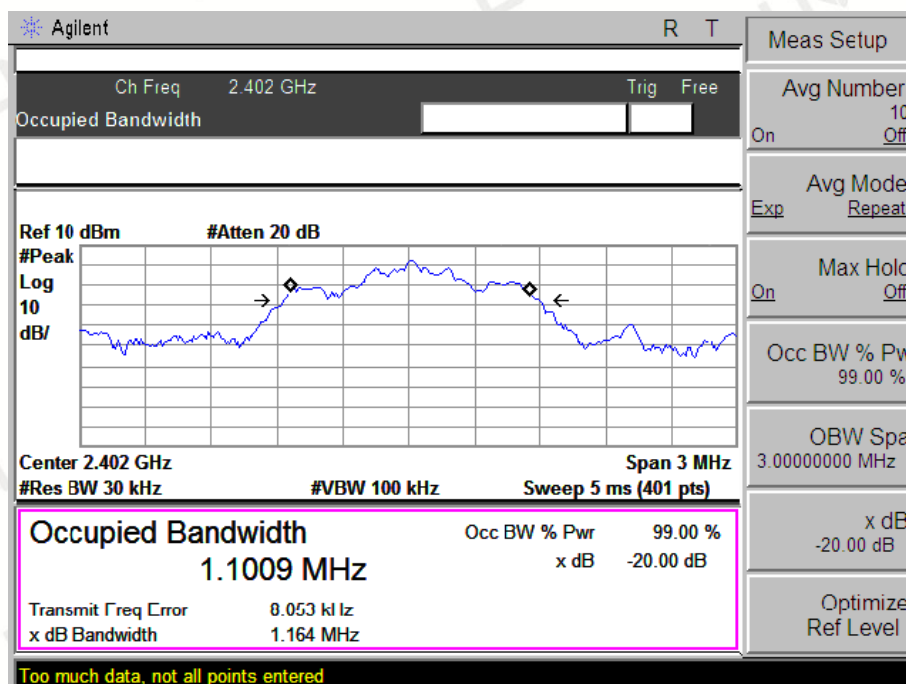 Agilent R T
Ch Freq 2.402 GHz Trig Free
Occupied Bandwidth
Ref 10 dBm #Atten 20 dB
#Peak
Log
10
dB/
Center 2.402 GHz Span 3 MHz
#Res BW 30 kHz #VBW 100 kHz Sweep 5 ms (401 pts)
Occupied Bandwidth
1.1009 MHz
Occ BW % Pwr 99.00 %
x dB -20.00 dB
Transmit Freq Error 8.053 kHz
x dB Bandwidth 1.164 MHz
Too much data, not all points entered
Meas Setup
Avg Number
10
On Off
Avg Mode
Exp Repeat
Max Hold
On Off
Occ BW % Pw
99.00 %
OBW Spa
3.00000000 MHz
x dB
-20.00 dB
Optimize
Ref Level